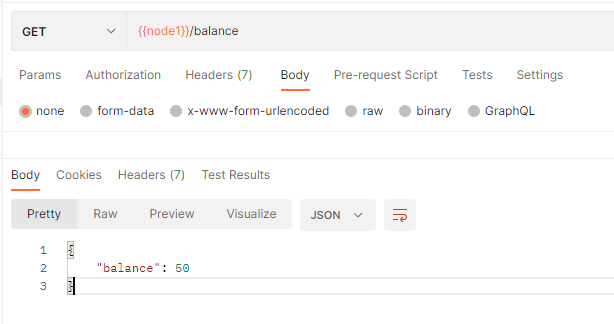 GET {{node1}}/balance
Params Authorization Headers (7) Body Pre-request Script Tests Settings
none form-data x-www-form-urlencoded raw binary GraphQL
Body Cookies Headers (7) Test Results
Pretty Raw Preview Visualize JSON
1 {
2 "balance": 50
3 }